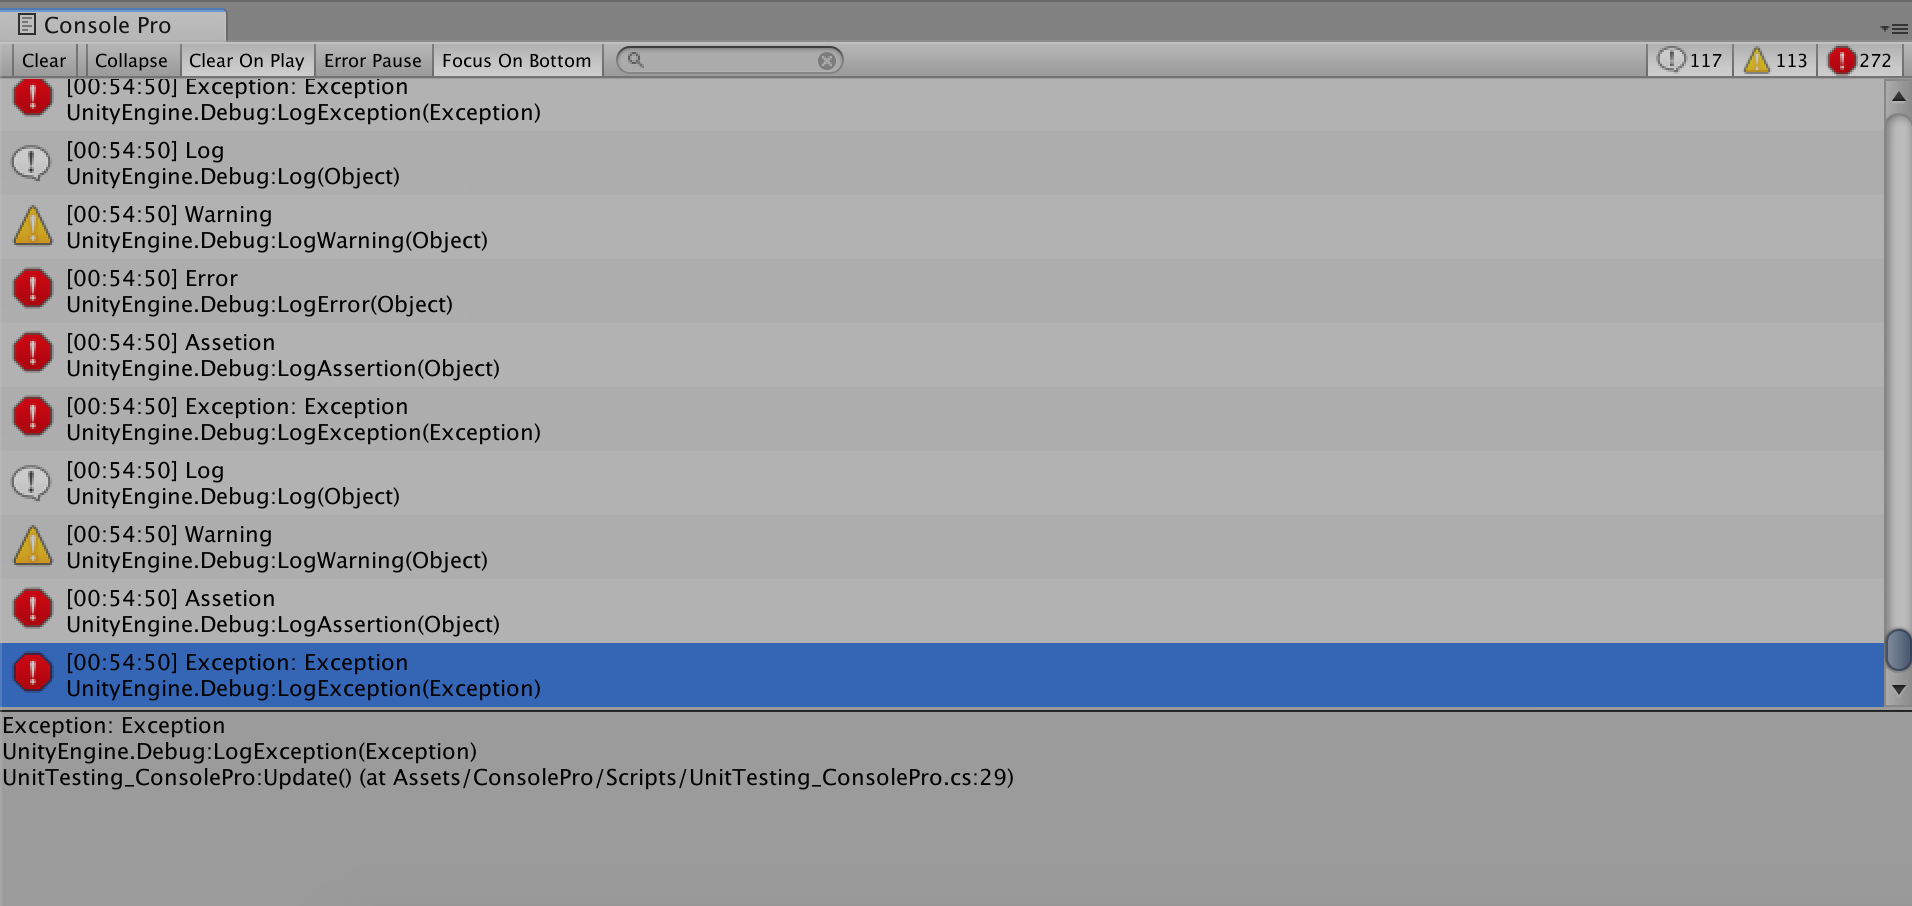 Console Pro
Clear Collapse Clear On Play Error Pause Focus On Bottom 117 113 272
[00:54:50] Exception: Exception
UnityEngine.Debug:LogException(Exception)
[00:54:50] Log
UnityEngine.Debug:Log(Object)
[00:54:50] Warning
UnityEngine.Debug:LogWarning(Object)
[00:54:50] Error
UnityEngine.Debug:LogError(Object)
[00:54:50] Assetion
UnityEngine.Debug:LogAssertion(Object)
[00:54:50] Exception: Exception
UnityEngine.Debug:LogException(Exception)
[00:54:50] Log
UnityEngine.Debug:Log(Object)
[00:54:50] Warning
UnityEngine.Debug:LogWarning(Object)
[00:54:50] Assetion
UnityEngine.Debug:LogAssertion(Object)
[00:54:50] Exception: Exception
UnityEngine.Debug:LogException(Exception)
Exception: Exception
UnityEngine.Debug:LogException(Exception)
UnitTesting_ConsolePro:Update() (at Assets/ConsolePro/Scripts/UnitTesting_ConsolePro.cs:29)